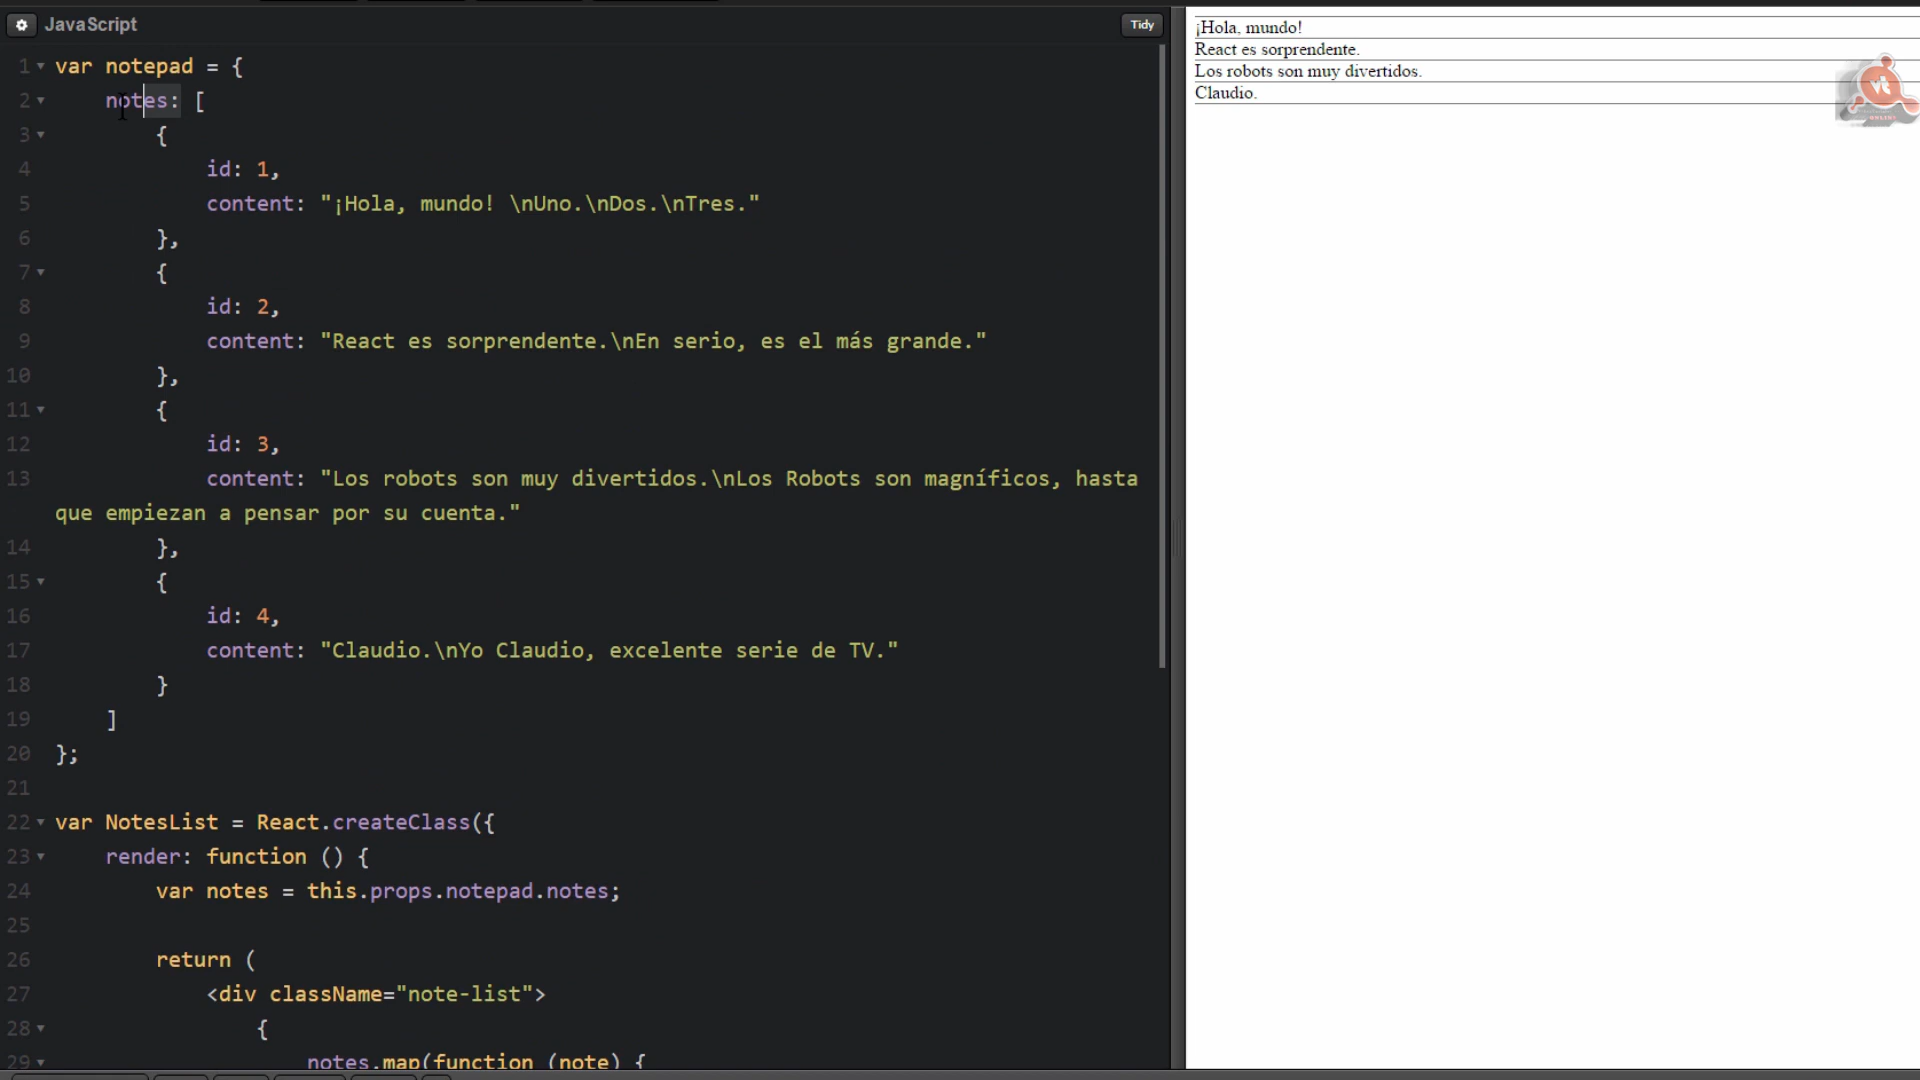 JavaScript
Tidy
1 var notepad = {
2 notes: [
3 {
4 id: 1,
5 content: "¡Hola, mundo! \nUno.\nDos.\nTres."
6 },
7 {
8 id: 2,
9 content: "React es sorprendente.\nEn serio, es el más grande."
10 },
11 {
12 id: 3,
13 content: "Los robots son muy divertidos.\nLos Robots son magníficos, hasta
que empiezan a pensar por su cuenta."
14 },
15 {
16 id: 4,
17 content: "Claudio.\nYo Claudio, excelente serie de TV."
18 }
19 ]
20 };
21
22 var NotesList = React.createClass({
23 render: function () {
24 var notes = this.props.notepad.notes;
25
26 return (
27 <div className="note-list">
28 {
29 notes.map(function (note) {
¡Hola, mundo!
React es sorprendente.
Los robots son muy divertidos.
Claudio.
vt
ONLINE